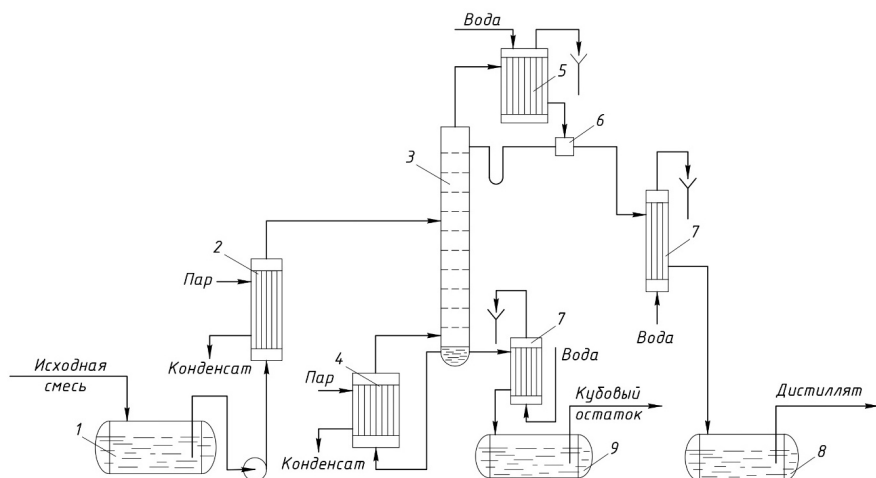 Вода
5
6
3
7
2
Пар
Вода
7
Вода
4
Конденсат
Пар
Исходная
смесь
Кубовый
остаток
Дистиллят
1
Конденсат
9
8